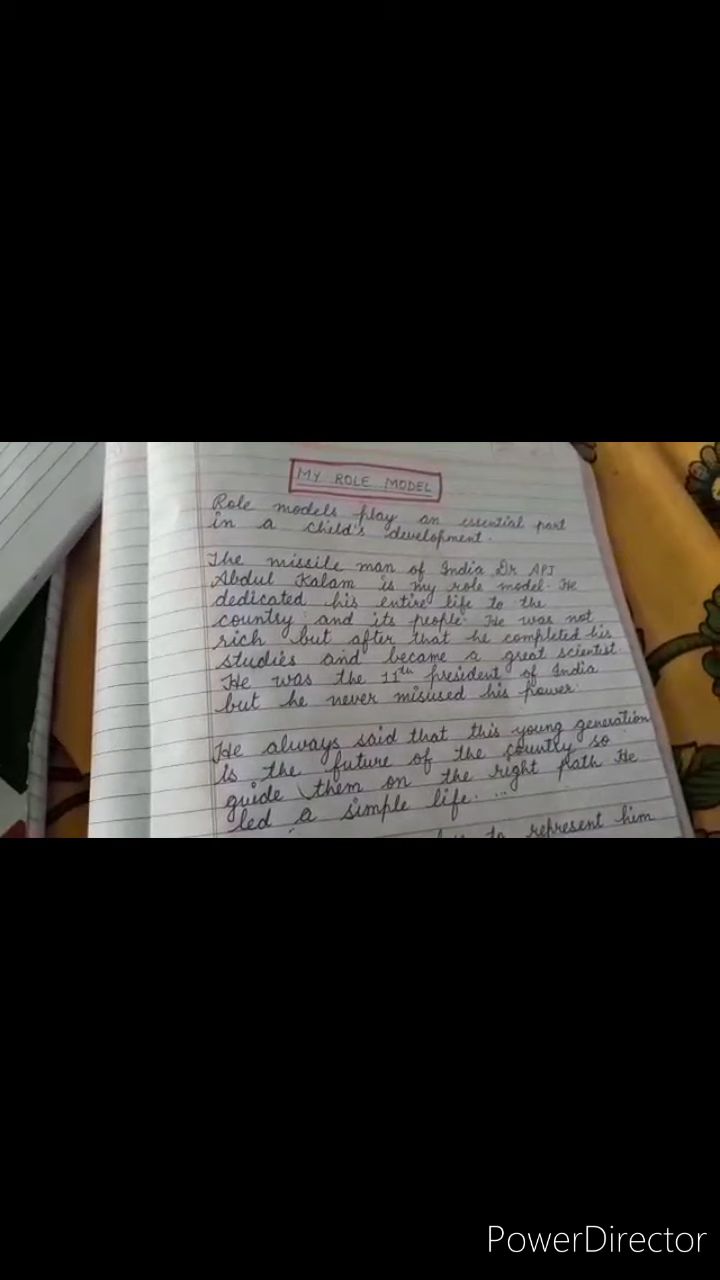 MY ROLE MODEL
Role models play an essential part
in a child's development.
The missile man of India Dr APJ
Abdul Kalam is my role model. He
dedicated his entire life to the
country and its people. He was not
rich but after that he completed his
studies and became a great scientist.
He was the 11th president of India
but he never misused his power.
He always said that this young generation
is the future of the country so
guide them on the right path He
led a simple life. ...
to represent him
PowerDirector